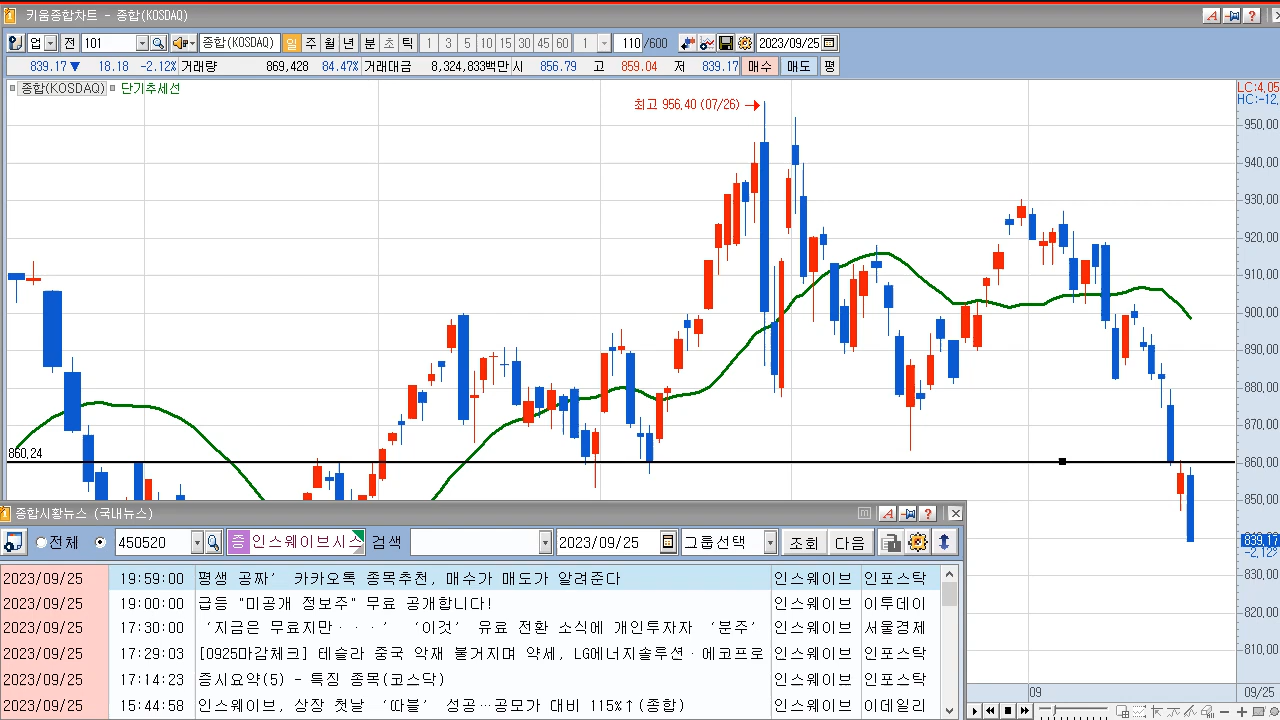 키움종합차트 - 종합(KOSDAQ)
업 전 101 종합(KOSDAQ) 일 주 월 년 분 초 틱 1 3 5 10 15 30 45 60 1 110 /600 2023/09/25
839.17 ▼ 18.18 -2.12% 거래량 869,428 84.47% 거래대금 8,324,833백만 시 856.79 고 859.04 저 839.17 매수 매도 평
종합(KOSDAQ) 단기추세선
LC:4.05
HC:-12.
최고 956.40 (07/26)
950.00
940.00
930.00
920.00
910.00
900.00
890.00
880.00
870.00
860.24
860.00
850.00
839.17
-2.12%
830.00
820.00
810.00
09
09/25
종합시황뉴스 (국내뉴스)
전체 450520 증 인스웨이브시스 검색 2023/09/25 그룹선택 조회 다음
2023/09/25 19:59:00 평생 공짜’ 카카오톡 종목추천, 매수가 매도가 알려준다 인스웨이브 인포스탁
2023/09/25 19:00:00 급등 "미공개 정보주" 무료 공개합니다! 인스웨이브 이투데이
2023/09/25 17:30:00 ‘지금은 무료지만···’ ‘이것’ 유료 전환 소식에 개인투자자 ‘분주’ 인스웨이브 서울경제
2023/09/25 17:29:03 [0925마감체크] 테슬라 중국 악재 불거지며 약세, LG에너지솔루션·에코프로 인스웨이브 인포스탁
2023/09/25 17:14:23 증시요약(5) - 특징 종목(코스닥) 인스웨이브 인포스탁
2023/09/25 15:44:58 인스웨이브, 상장 첫날 ‘따블’ 성공…공모가 대비 115%↑(종합) 인스웨이브 이데일리